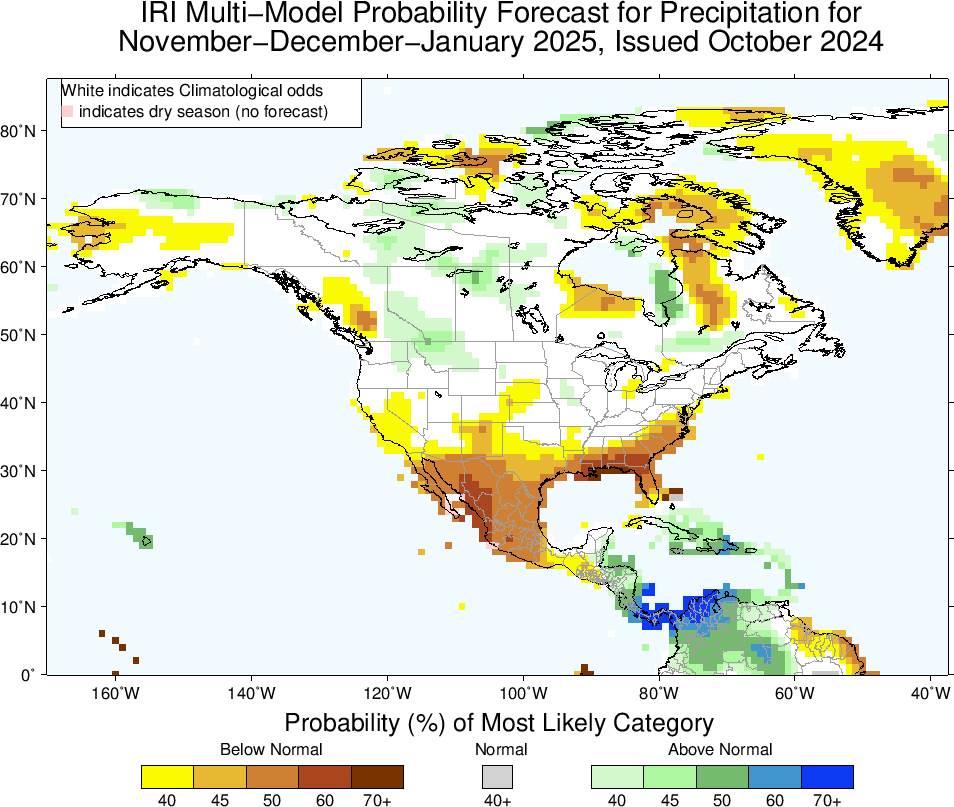 IRI Multi−Model Probability Forecast for Precipitation for
November−December−January 2025, Issued October 2024
White indicates Climatological odds
indicates dry season (no forecast)
80°N
70°N
60°N
50°N
40°N
30°N
20°N
10°N
0°
160°W 140°W 120°W 100°W 80°W 60°W 40°W
Probability (%) of Most Likely Category
Below Normal Normal Above Normal
40 45 50 60 70+ 40+ 40 45 50 60 70+